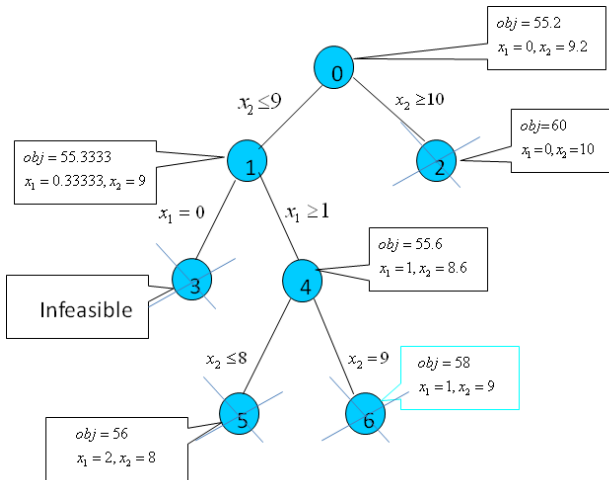 obj = 55.2
x₁ = 0, x₂ = 9.2
0
x₂ ≤9
x₂ ≥10
obj = 55.3333
x₁ = 0.33333, x₂ = 9
1
2
obj=60
x₁=0, x₂=10
x₁ = 0
x₁ ≥1
obj = 55.6
x₁ = 1, x₂ = 8.6
3
4
Infeasible
x₂ ≤8
x₂ = 9
obj = 58
x₁ = 1, x₂ = 9
5
6
obj = 56
x₁ = 2, x₂ = 8